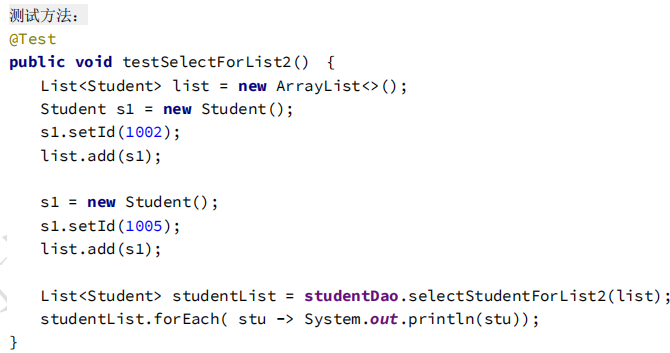 测试方法：
@Test
public void testSelectForList2() {
    List<Student> list = new ArrayList<>();
    Student s1 = new Student();
    s1.setId(1002);
    list.add(s1);

    s1 = new Student();
    s1.setId(1005);
    list.add(s1);

    List<Student> studentList = studentDao.selectStudentForList2(list);
    studentList.forEach( stu -> System.out.println(stu));
}